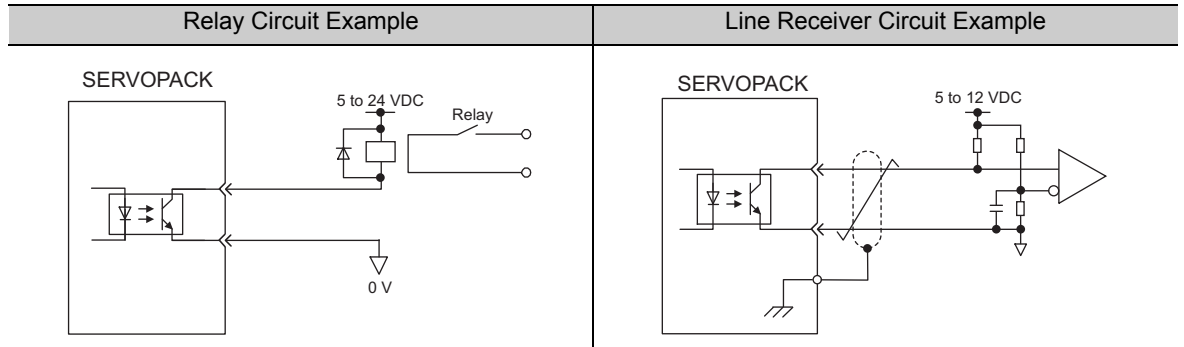 Relay Circuit Example
Line Receiver Circuit Example
SERVOPACK
5 to 24 VDC
Relay
0 V
SERVOPACK
5 to 12 VDC